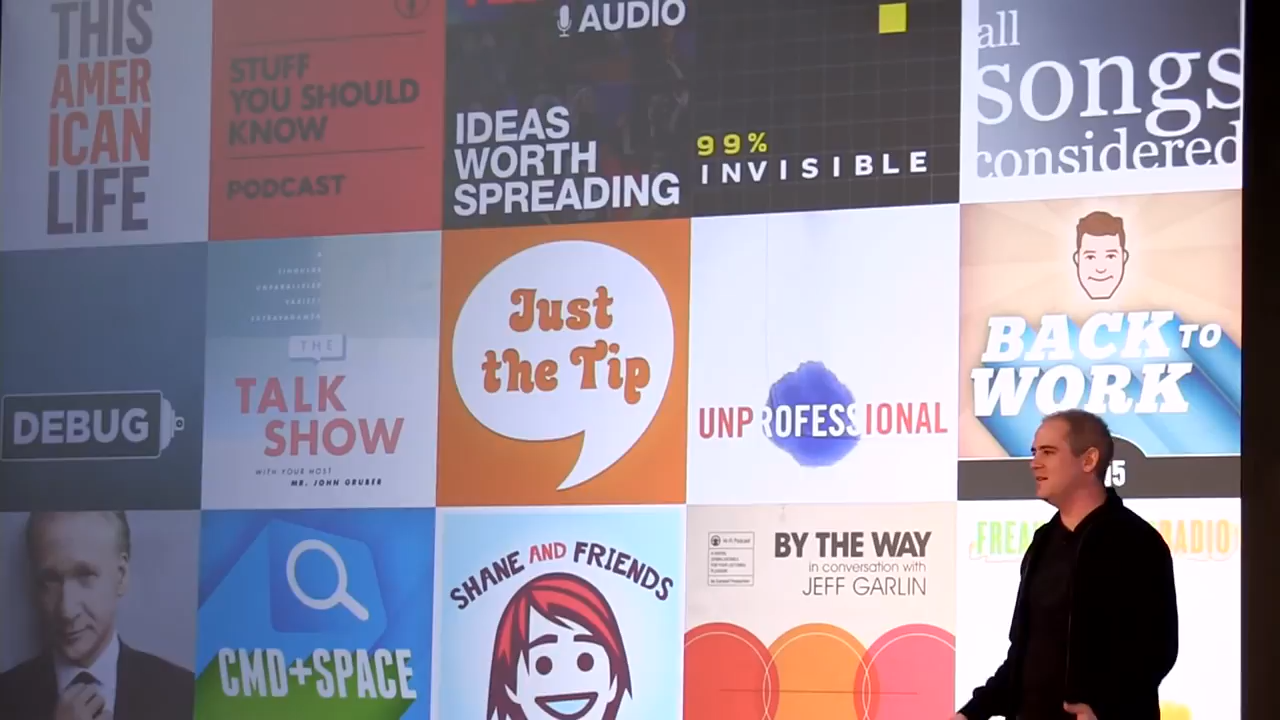 THIS
AMER
ICAN
LIFE
STUFF
YOU SHOULD
KNOW
PODCAST
AUDIO
IDEAS
WORTH
SPREADING
99%
INVISIBLE
all
songs
considered
DEBUG
THE
TALK
SHOW
WITH YOUR HOST
MR. JOHN GRUBER
Just
the Tip
UNPROFESSIONAL
BACK TO
WORK
CMD+SPACE
SHANE AND FRIENDS
BY THE WAY
in conversation with
JEFF GARLIN